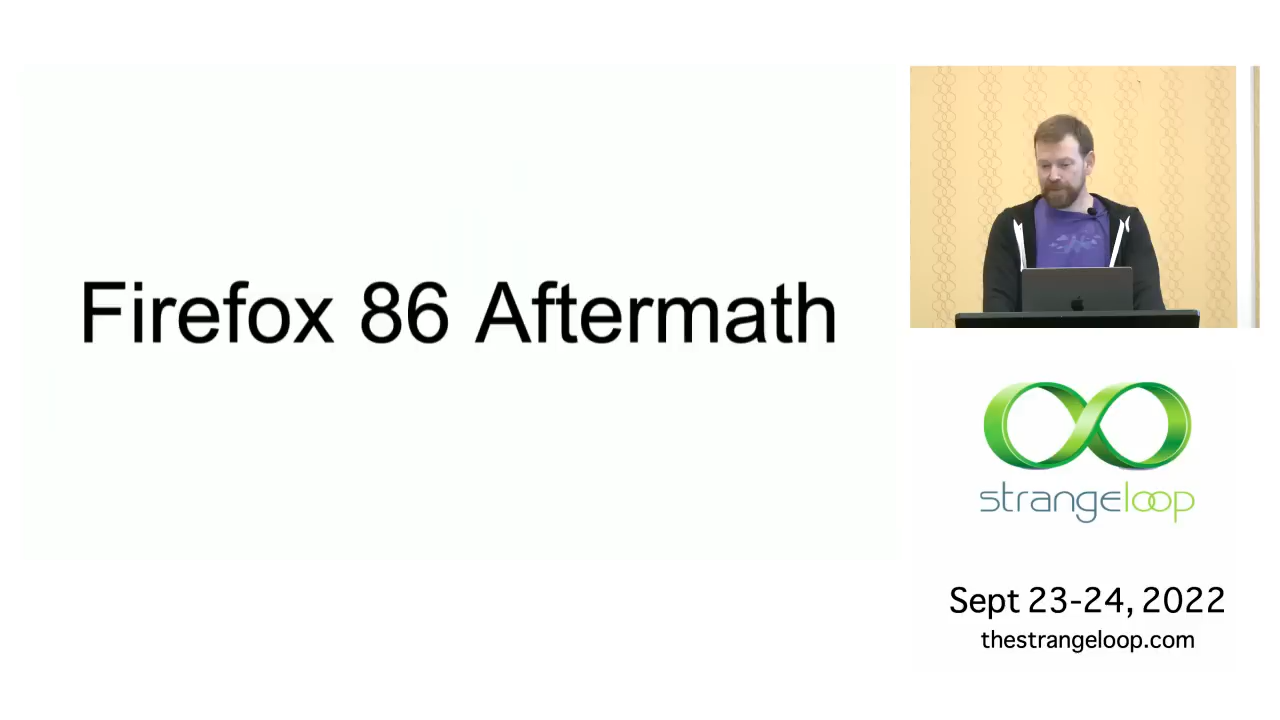 Firefox 86 Aftermath
strangeloop
Sept 23-24, 2022
thestrangeloop.com